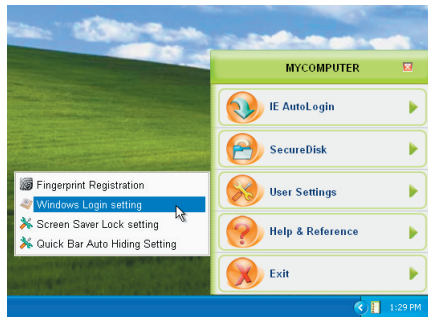 MYCOMPUTER
IE AutoLogin
SecureDisk
User Settings
Help & Reference
Exit
Fingerprint Registration
Windows Login setting
Screen Saver Lock setting
Quick Bar Auto Hiding Setting
1:29 PM